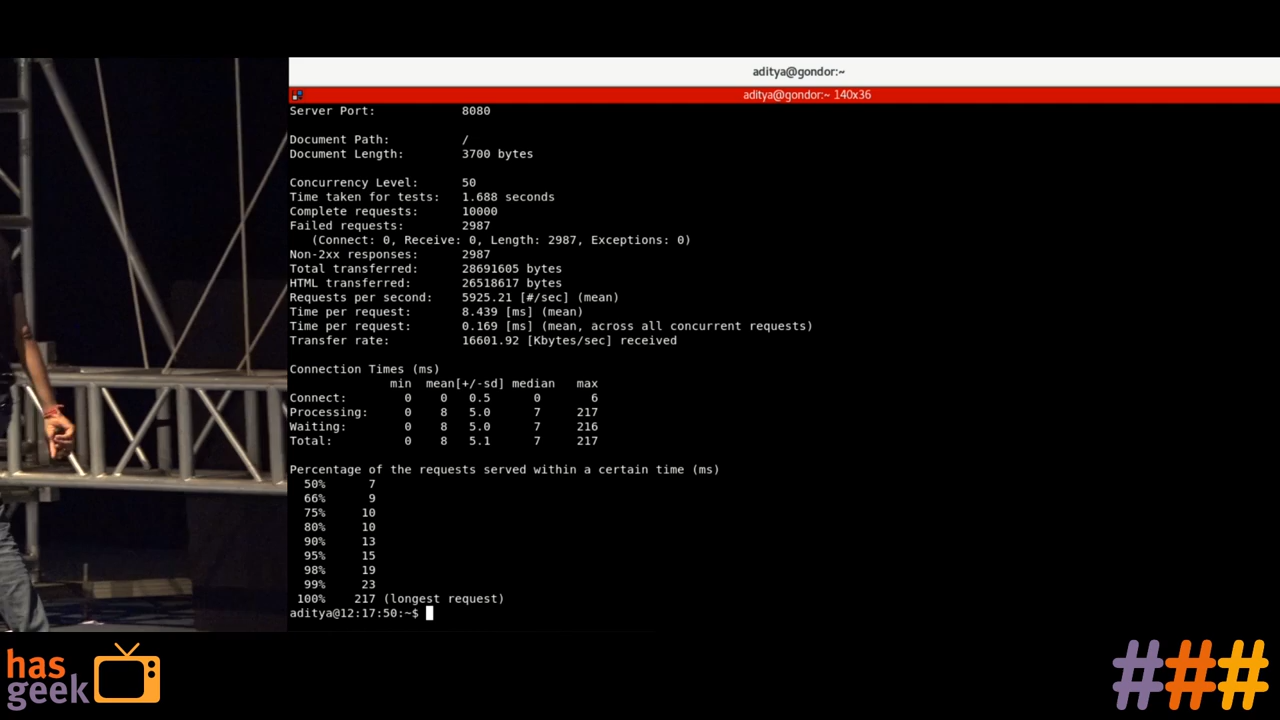 aditya@gondor:~
aditya@gondor:~ 140x36
Server Port: 8080
Document Path: /
Document Length: 3700 bytes
Concurrency Level: 50
Time taken for tests: 1.688 seconds
Complete requests: 10000
Failed requests: 2987
(Connect: 0, Receive: 0, Length: 2987, Exceptions: 0)
Non-2xx responses: 2987
Total transferred: 28691605 bytes
HTML transferred: 26518617 bytes
Requests per second: 5925.21 [#/sec] (mean)
Time per request: 8.439 [ms] (mean)
Time per request: 0.169 [ms] (mean, across all concurrent requests)
Transfer rate: 16601.92 [Kbytes/sec] received
Connection Times (ms)
min mean[+/-sd] median max
Connect: 0 0 0.5 0 6
Processing: 0 8 5.0 7 217
Waiting: 0 8 5.0 7 216
Total: 0 8 5.1 7 217
Percentage of the requests served within a certain time (ms)
50% 7
66% 9
75% 10
80% 10
90% 13
95% 15
98% 19
99% 23
100% 217 (longest request)
aditya@12:17:50:~$
has
geek
###